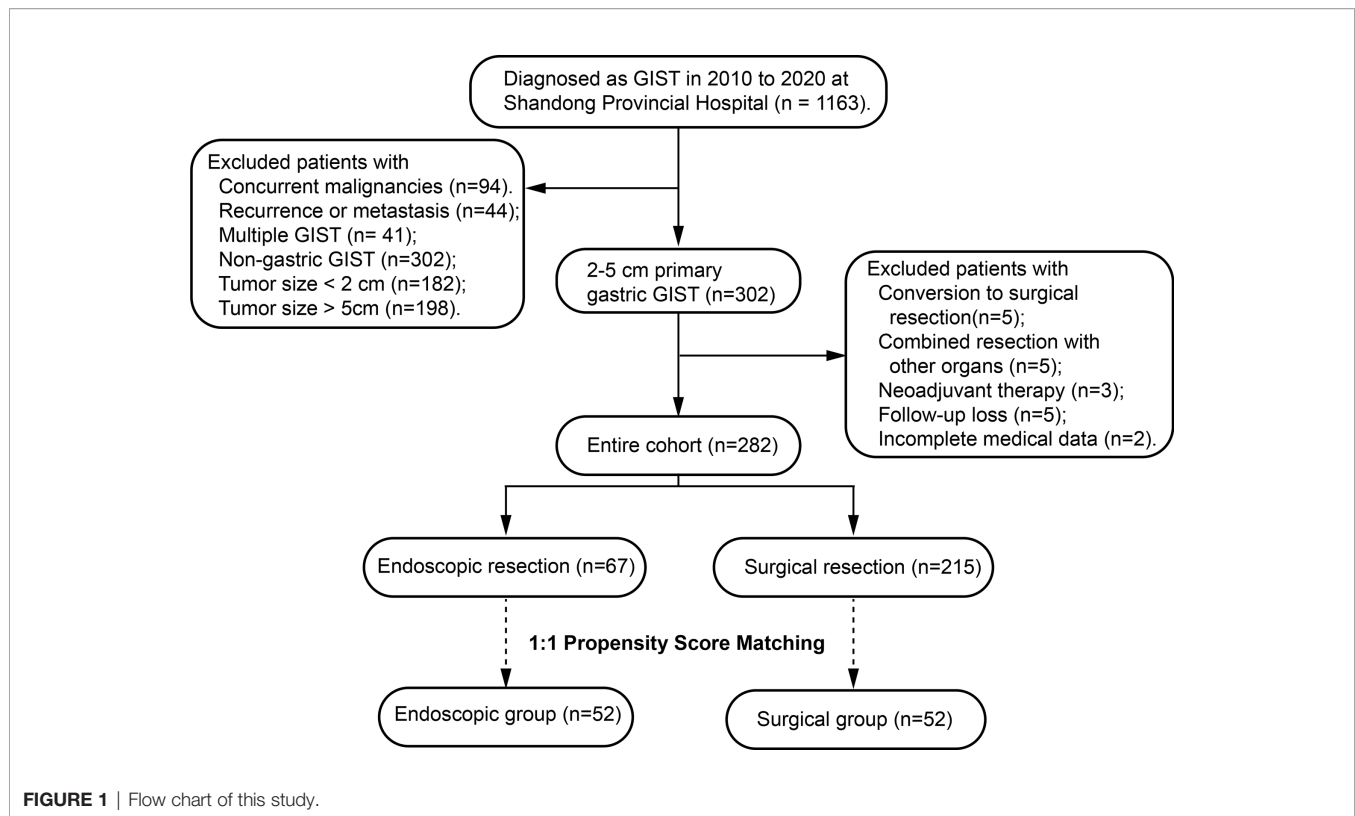 Diagnosed as GIST in 2010 to 2020 at
Shandong Provincial Hospital (n = 1163).
Excluded patients with
Concurrent malignancies (n=94).
Recurrence or metastasis (n=44);
Multiple GIST (n= 41);
Non-gastric GIST (n=302);
Tumor size < 2 cm (n=182);
Tumor size > 5cm (n=198).
2-5 cm primary
gastric GIST (n=302)
Excluded patients with
Conversion to surgical
resection(n=5);
Combined resection with
other organs (n=5);
Neoadjuvant therapy (n=3);
Follow-up loss (n=5);
Incomplete medical data (n=2).
Entire cohort (n=282)
Endoscopic resection (n=67)
Surgical resection (n=215)
1:1 Propensity Score Matching
Endoscopic group (n=52)
Surgical group (n=52)
FIGURE 1 | Flow chart of this study.